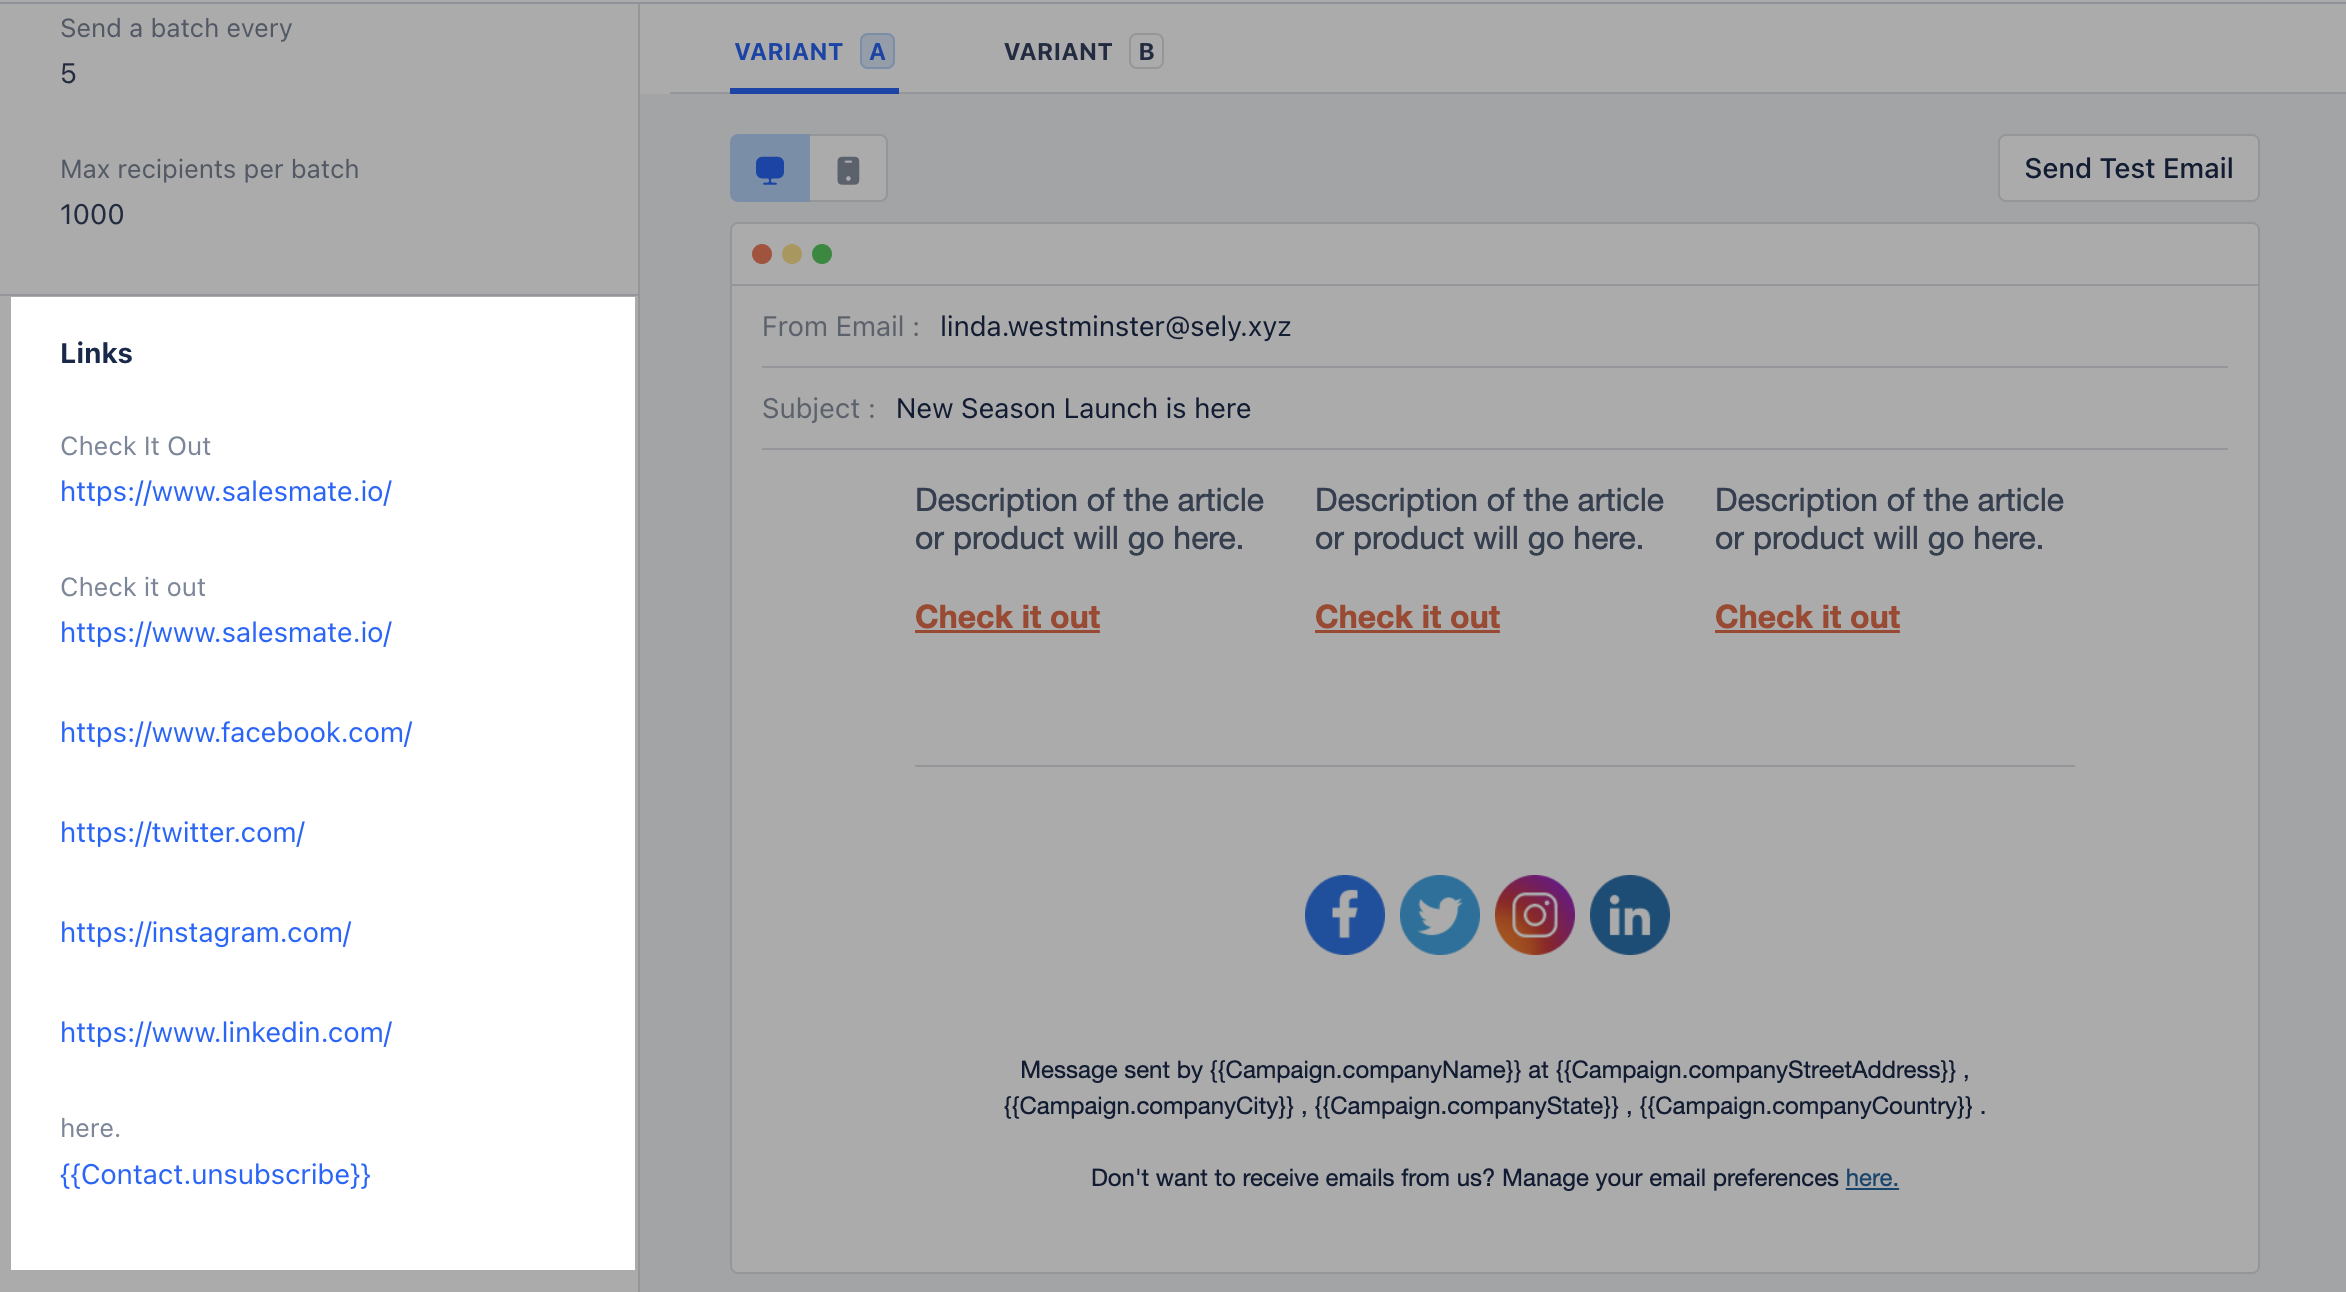 Send a batch every
5
Max recipients per batch
1000
Links
Check It Out
https://www.salesmate.io/
Check it out
https://www.salesmate.io/
https://www.facebook.com/
https://twitter.com/
https://instagram.com/
https://www.linkedin.com/
here.
{{Contact.unsubscribe}}
VARIANT A VARIANT B
Send Test Email
From Email : linda.westminster@sely.xyz
Subject : New Season Launch is here
Description of the article
or product will go here.
Check it out
Description of the article
or product will go here.
Check it out
Description of the article
or product will go here.
Check it out
f in
Message sent by {{Campaign.companyName}} at {{Campaign.companyStreetAddress}} ,
{{Campaign.companyCity}} , {{Campaign.companyState}} , {{Campaign.companyCountry}} .
Don't want to receive emails from us? Manage your email preferences here.